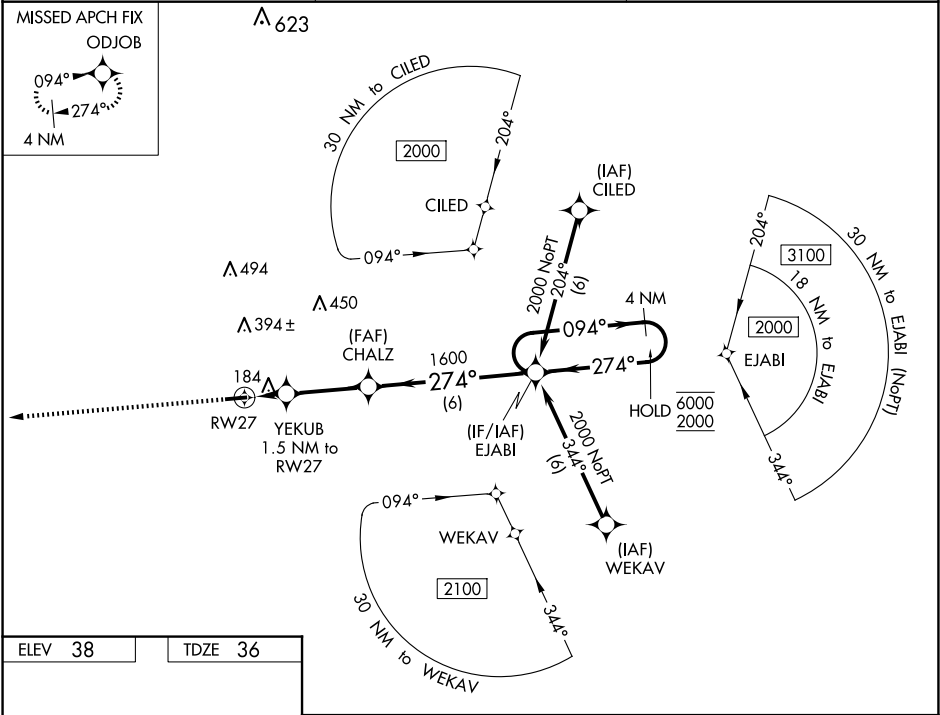 MISSED APCH FIX
ODJOB
094°
274°
4 NM
623
30 NM to CILED
2000
204°
CILED
094°
(IAF)
CILED
2000 NoPT
204°
(6)
204°
3100
30 NM to EJABI (NoPT)
18 NM to EJABI
2000
EJABI
344°
494
450
394 ±
4 NM
094°
274°
HOLD
6000
2000
(FAF)
CHALZ
1600
274°
(6)
184
RW27
YEKUB
1.5 NM to
RW27
(IF/IAF)
EJABI
2000 NoPT
344°
(6)
(IAF)
WEKAV
094°
WEKAV
2100
344°
30 NM to WEKAV
ELEV 38
TDZE 36